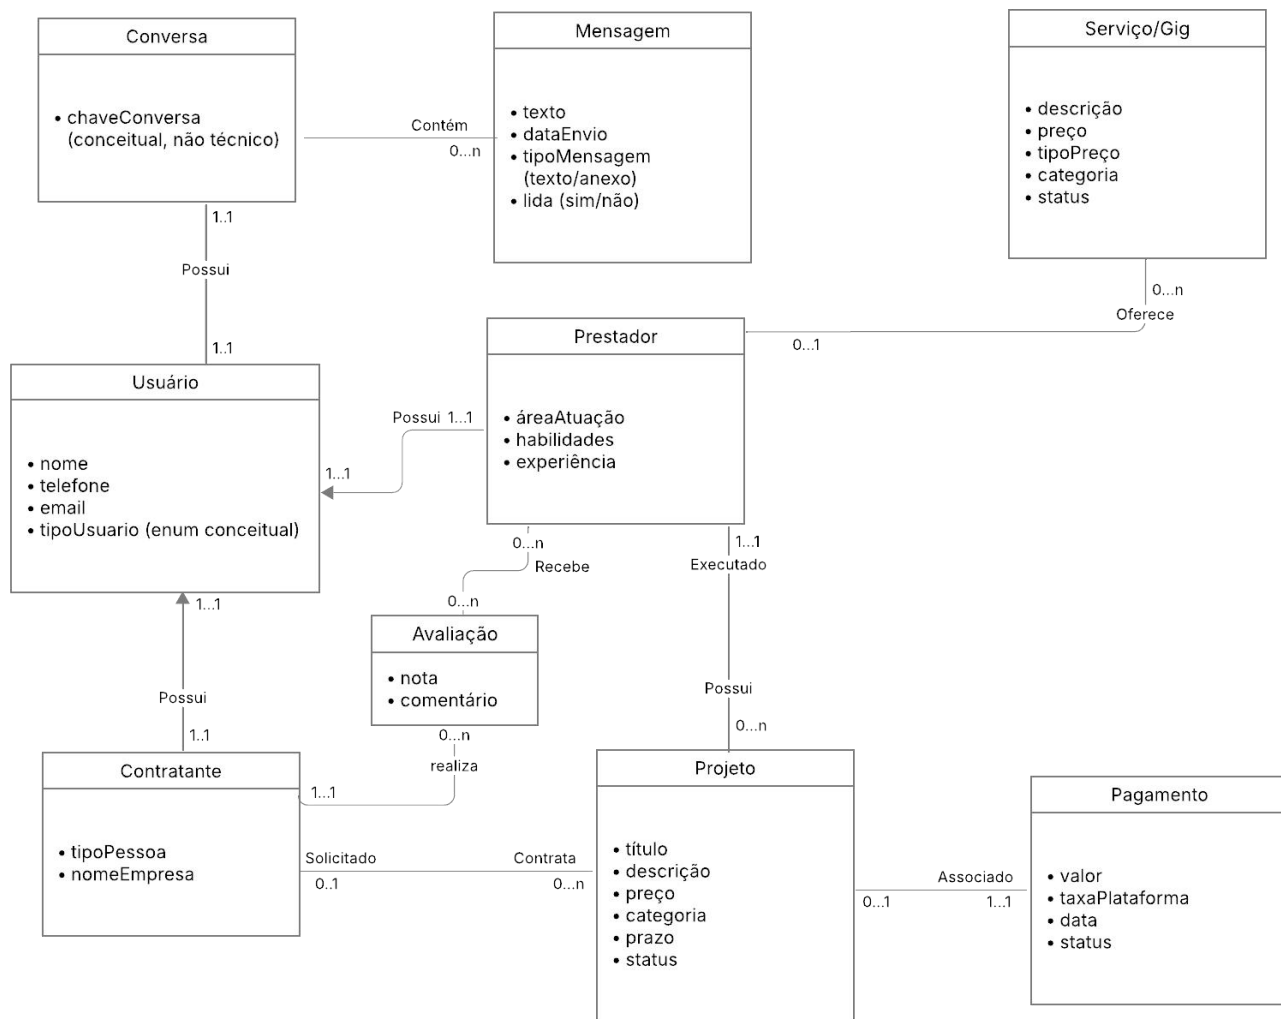 Conversa
• chaveConversa
(conceitual, não técnico)
Mensagem
• texto
• dataEnvio
• tipoMensagem
(texto/anexo)
• lida (sim/não)
Serviço/Gig
• descrição
• preço
• tipoPreço
• categoria
• status
Contém
0...n
1..1
Possui
1..1
0...n
Oferece
0...1
Prestador
• áreaAtuação
• habilidades
• experiência
Usuário
• nome
• telefone
• email
• tipoUsuario (enum conceitual)
Possui 1...1
1...1
0...n
Recebe
0...n
1...1
Executado
Possui
0...n
Avaliação
• nota
• comentário
1...1
Possui
1..1
0...n
realiza
1...1
Contratante
• tipoPessoa
• nomeEmpresa
Solicitado
0..1
Contrata
0...n
Projeto
• título
• descrição
• preço
• categoria
• prazo
• status
Associado
0...1
1...1
Pagamento
• valor
• taxaPlataforma
• data
• status